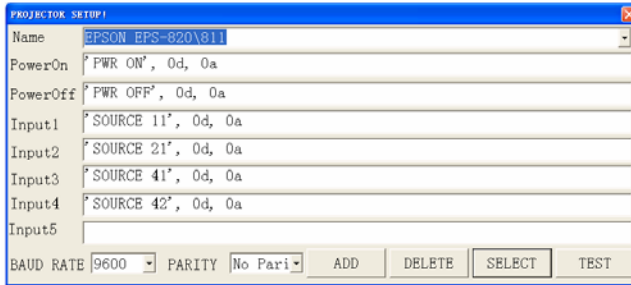 PROJECTOR SETUP!
Name EPSON EPS-820\811
PowerOn 'PWR ON', 0d, 0a
PowerOff 'PWR OFF', 0d, 0a
Input1 'SOURCE 11', 0d, 0a
Input2 'SOURCE 21', 0d, 0a
Input3 'SOURCE 41', 0d, 0a
Input4 'SOURCE 42', 0d, 0a
Input5
BAUD RATE 9600 PARITY No Pari ADD DELETE SELECT TEST